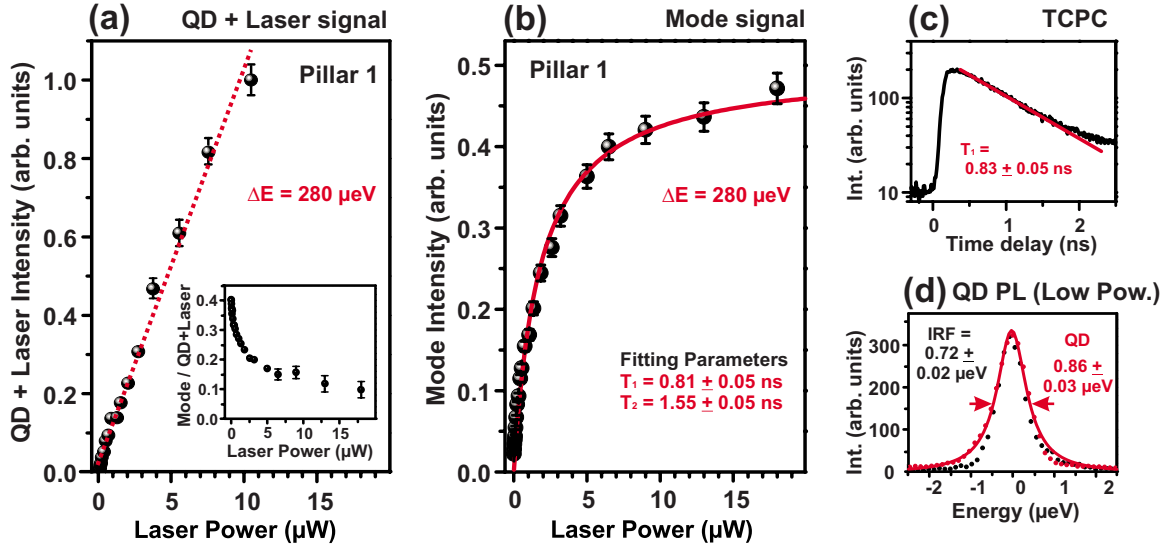 (a) QD + Laser signal
QD + Laser Intensity (arb. units)
1.0
0.8
0.6
0.4
0.2
0.0
Pillar 1
ΔE = 280 µeV
Mode / QD+Laser
0.4
0.3
0.2
0.1
0.0
0 5 10 15
Laser Power (µW)
0 5 10 15
Laser Power (µW)
(b) Mode signal
Mode Intensity (arb. units)
0.5
0.4
0.3
0.2
0.1
0.0
Pillar 1
ΔE = 280 µeV
Fitting Parameters
T₁ = 0.81 ± 0.05 ns
T₂ = 1.55 ± 0.05 ns
0 5 10 15
Laser Power (µW)
(c) TCPC
Int. (arb. units)
100
10
T₁ =
0.83 ± 0.05 ns
0 1 2
Time delay (ns)
(d) QD PL (Low Pow.)
Int. (arb. units)
300
200
100
0
IRF =
0.72 ±
0.02 µeV
QD
0.86 ±
0.03 µeV
-2 -1 0 1 2
Energy (µeV)